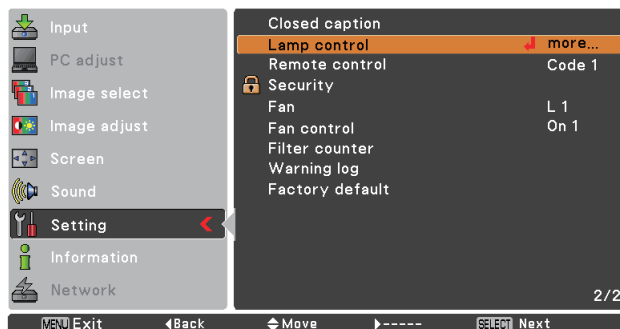 Input
PC adjust
Image select
Image adjust
Screen
Sound
Setting
Information
Network
Closed caption
Lamp control more...
Remote control Code 1
Security
Fan L 1
Fan control On 1
Filter counter
Warning log
Factory default
2/2
MENU Exit Back Move ----- SELECT Next